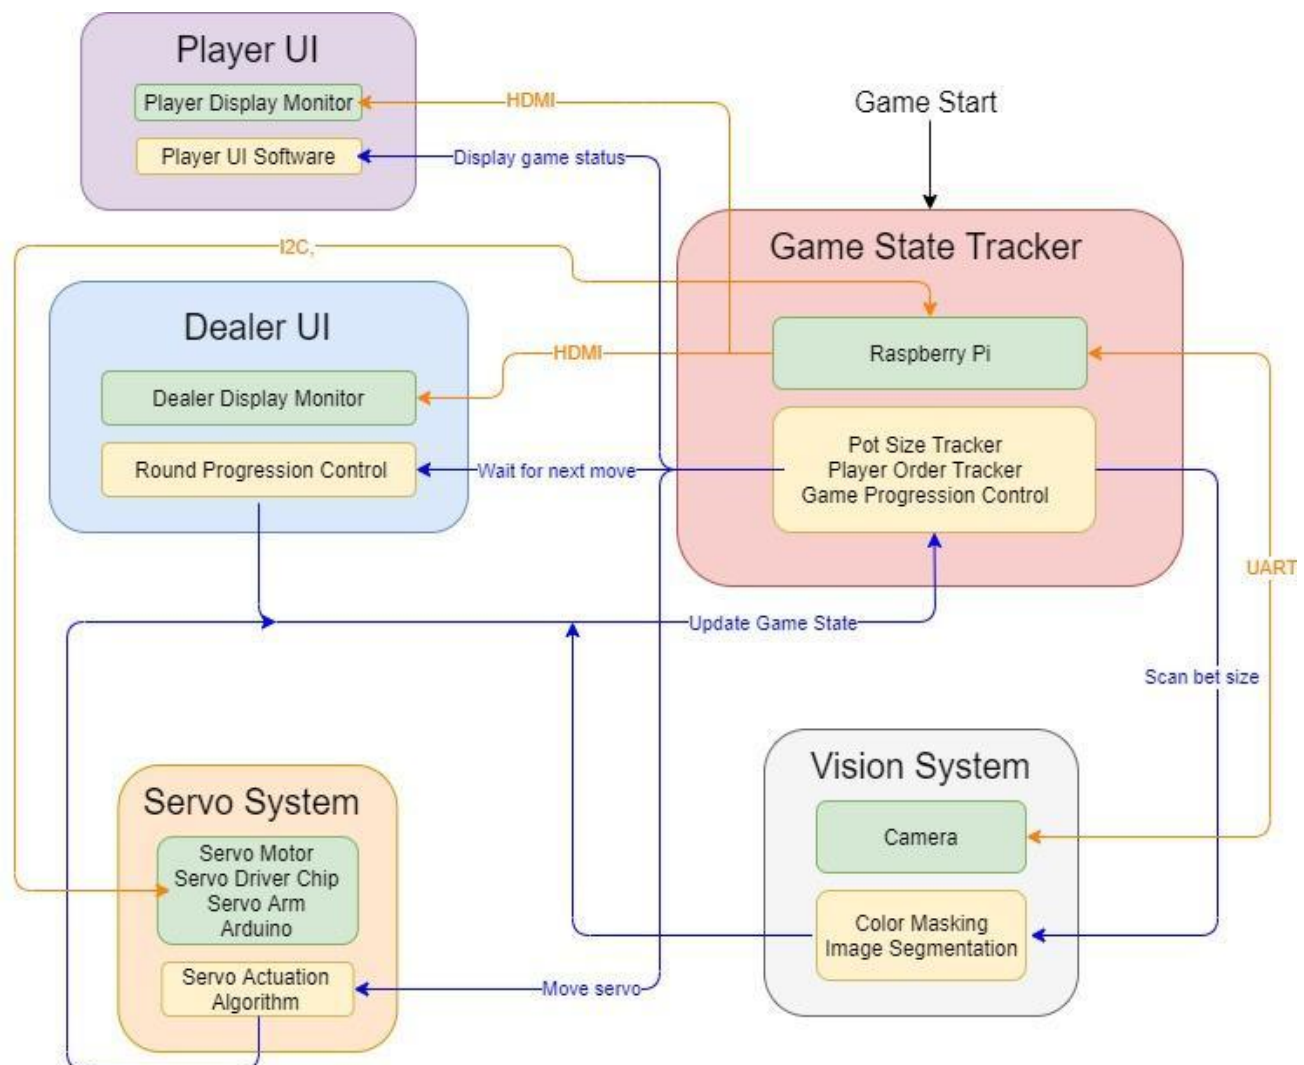 Player UI
Player Display Monitor
HDMI
Game Start
Player UI Software
Display game status
I2C,
Game State Tracker
Dealer UI
HDMI
Raspberry Pi
Dealer Display Monitor
Pot Size Tracker
Player Order Tracker
Game Progression Control
Round Progression Control
Wait for next move
UART
Update Game State
Scan bet size
Vision System
Servo System
Camera
Servo Motor
Servo Driver Chip
Servo Arm
Arduino
Color Masking
Image Segmentation
Servo Actuation
Algorithm
Move servo